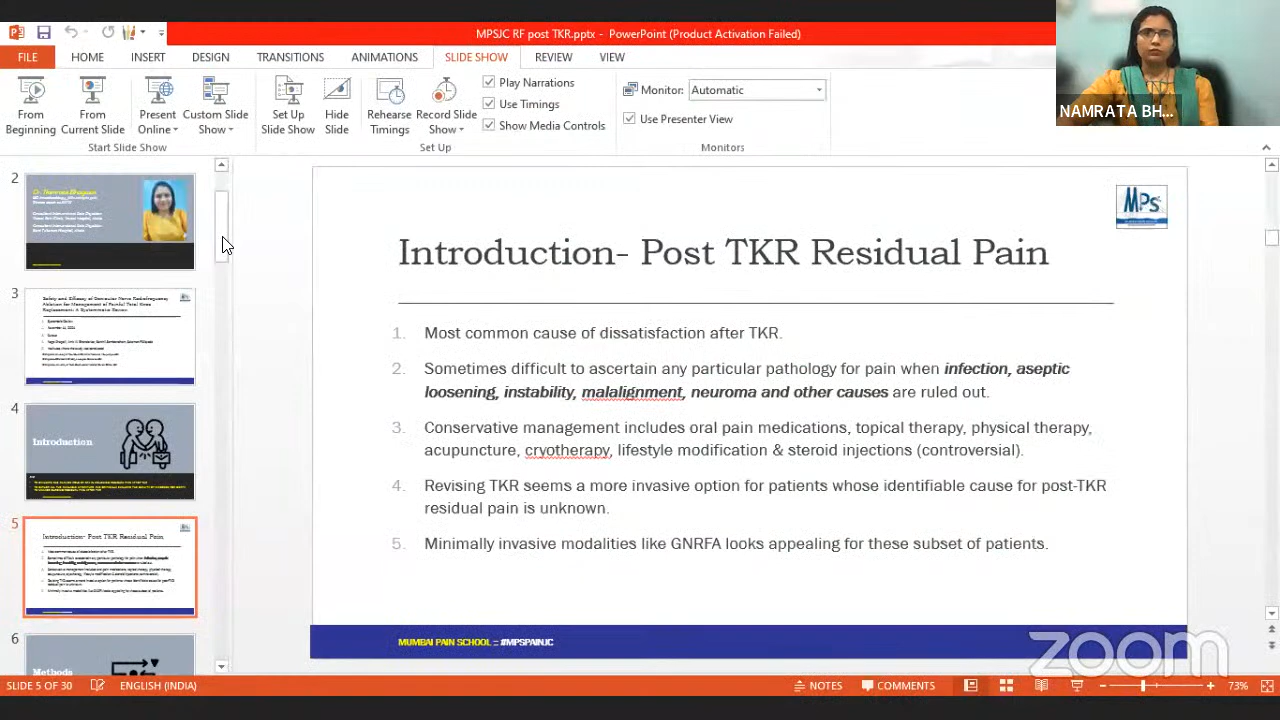 MPSJC RF post TKR.pptx - PowerPoint (Product Activation Failed)
FILE HOME INSERT DESIGN TRANSITIONS ANIMATIONS SLIDE SHOW REVIEW VIEW
From Beginning
From Current Slide
Present Online
Custom Slide Show
Start Slide Show
Set Up Slide Show
Hide Slide
Rehearse Timings
Record Slide Show
Play Narrations
Use Timings
Show Media Controls
Set Up
Monitor: Automatic
Use Presenter View
Monitors
NAMRATA BH...
2
3
4
Introduction
5
Introduction- Post TKR Residual Pain
6
Methods
MPS
Introduction- Post TKR Residual Pain
1. Most common cause of dissatisfaction after TKR.
2. Sometimes difficult to ascertain any particular pathology for pain when infection, aseptic
loosening, instability, malalignment, neuroma and other causes are ruled out.
3. Conservative management includes oral pain medications, topical therapy, physical therapy,
acupuncture, cryotherapy, lifestyle modification & steroid injections (controversial).
4. Revising TKR seems a more invasive option for patients whose identifiable cause for post-TKR
residual pain is unknown.
5. Minimally invasive modalities like GNRFA looks appealing for these subset of patients.
MUMBAI PAIN SCHOOL :: #MPSPAINJC
zoom
SLIDE 5 OF 30 ENGLISH (INDIA) NOTES COMMENTS 73%